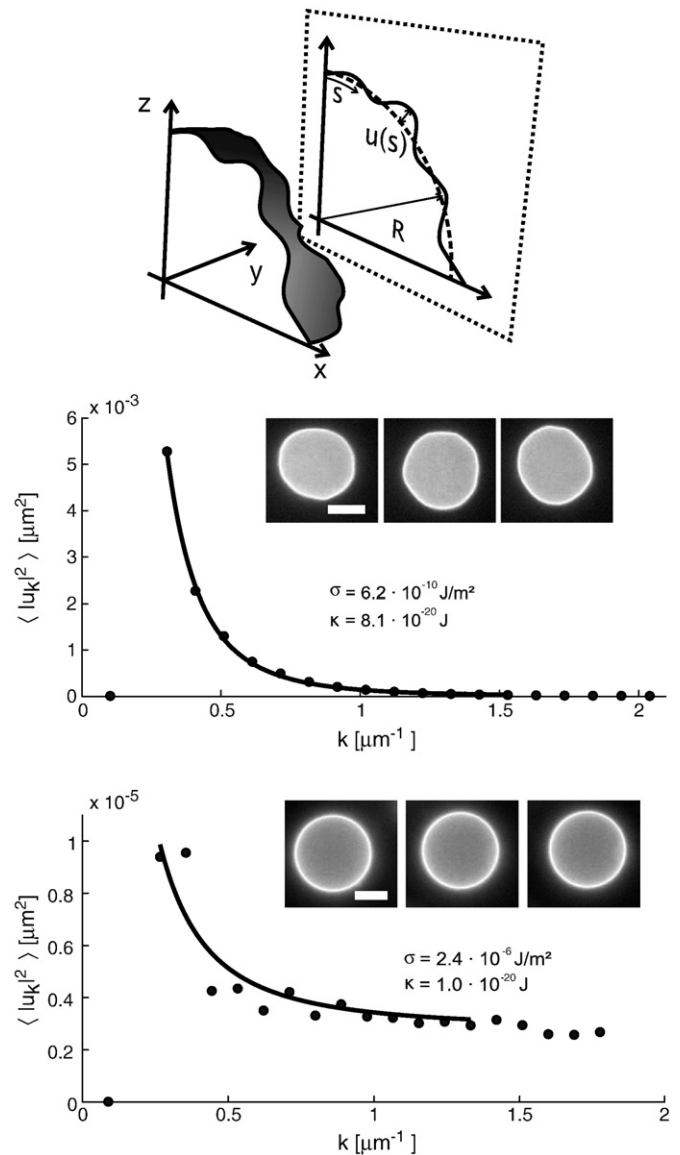 z
y
x
s
u(s)
R
x 10⁻³
⟨ |uₖ|² ⟩ [μm²]
6
5
4
3
2
1
0
σ = 6.2 · 10⁻¹⁰ J/m²
κ = 8.1 · 10⁻²⁰ J
0 0.5 1 1.5 2
k [μm⁻¹ ]
x 10⁻⁵
⟨ |uₖ|² ⟩ [μm²]
1
0.8
0.6
0.4
0.2
0
σ = 2.4 · 10⁻⁶ J/m²
κ = 1.0 · 10⁻²⁰ J
0 0.5 1 1.5 2
k [μm⁻¹ ]